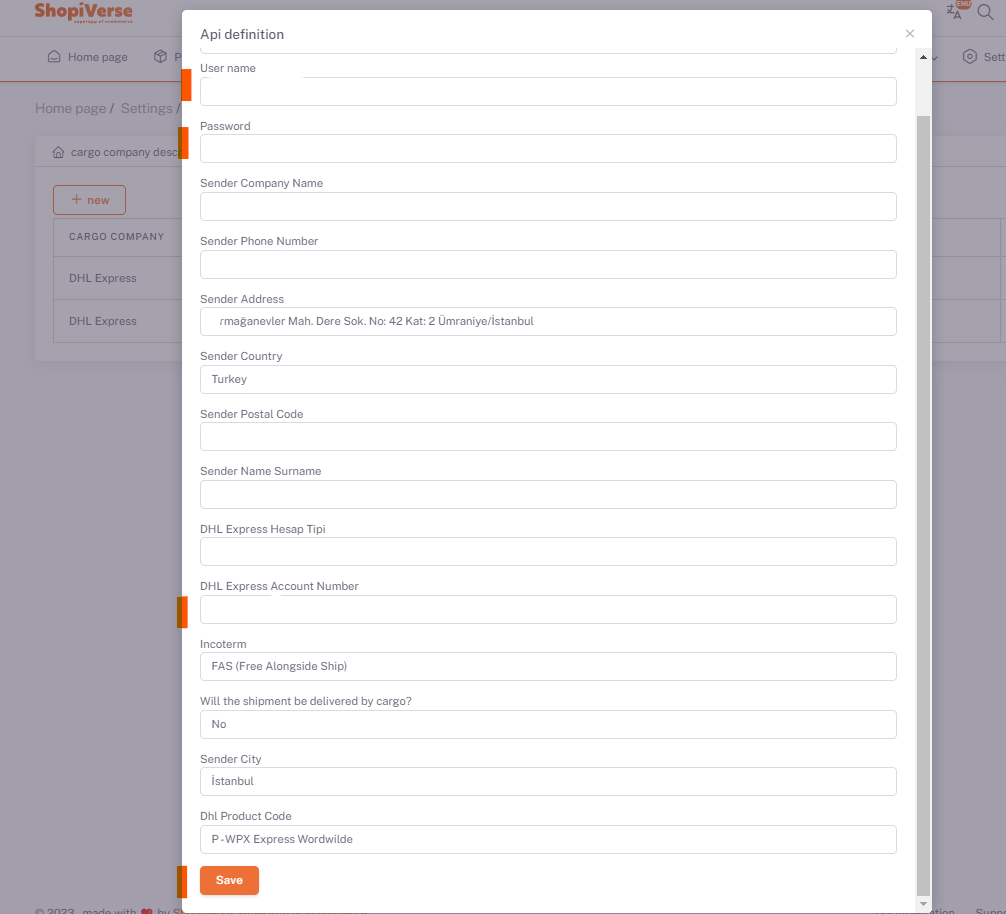 ShopiVerse
ENU
Api definition
×
Home page
P
Sett
User name
Home page / Settings /
Password
cargo company desc
Sender Company Name
+ new
CARGO COMPANY
Sender Phone Number
DHL Express
Sender Address
rmağanevler Mah. Dere Sok. No: 42 Kat: 2 Ümraniye/İstanbul
DHL Express
Sender Country
Turkey
Sender Postal Code
Sender Name Surname
DHL Express Hesap Tipi
DHL Express Account Number
Incoterm
FAS (Free Alongside Ship)
Will the shipment be delivered by cargo?
No
Sender City
İstanbul
Dhl Product Code
P - WPX Express Wordwilde
Save
© 2023 , made with by S